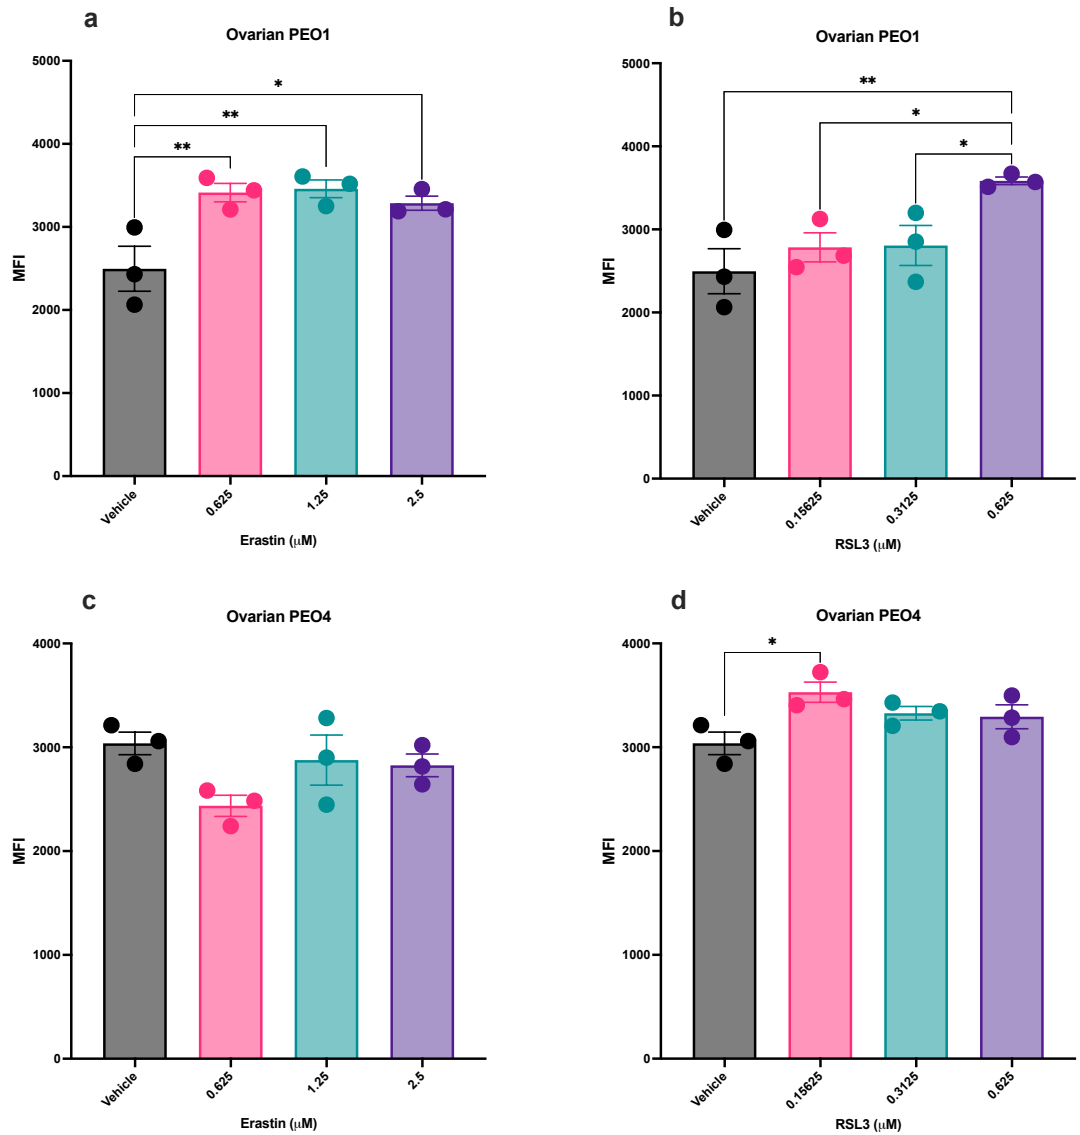 a
Ovarian PEO1
5000
4000
3000
2000
1000
0
MFI
*
**
**
Vehicle
0.625
1.25
2.5
Erastin (μM)
b
Ovarian PEO1
5000
4000
3000
2000
1000
0
MFI
**
*
*
Vehicle
0.15625
0.3125
0.625
RSL3 (μM)
c
Ovarian PEO4
4000
3000
2000
1000
0
MFI
Vehicle
0.625
1.25
2.5
Erastin (μM)
d
Ovarian PEO4
4000
3000
2000
1000
0
MFI
*
Vehicle
0.15625
0.3125
0.625
RSL3 (μM)